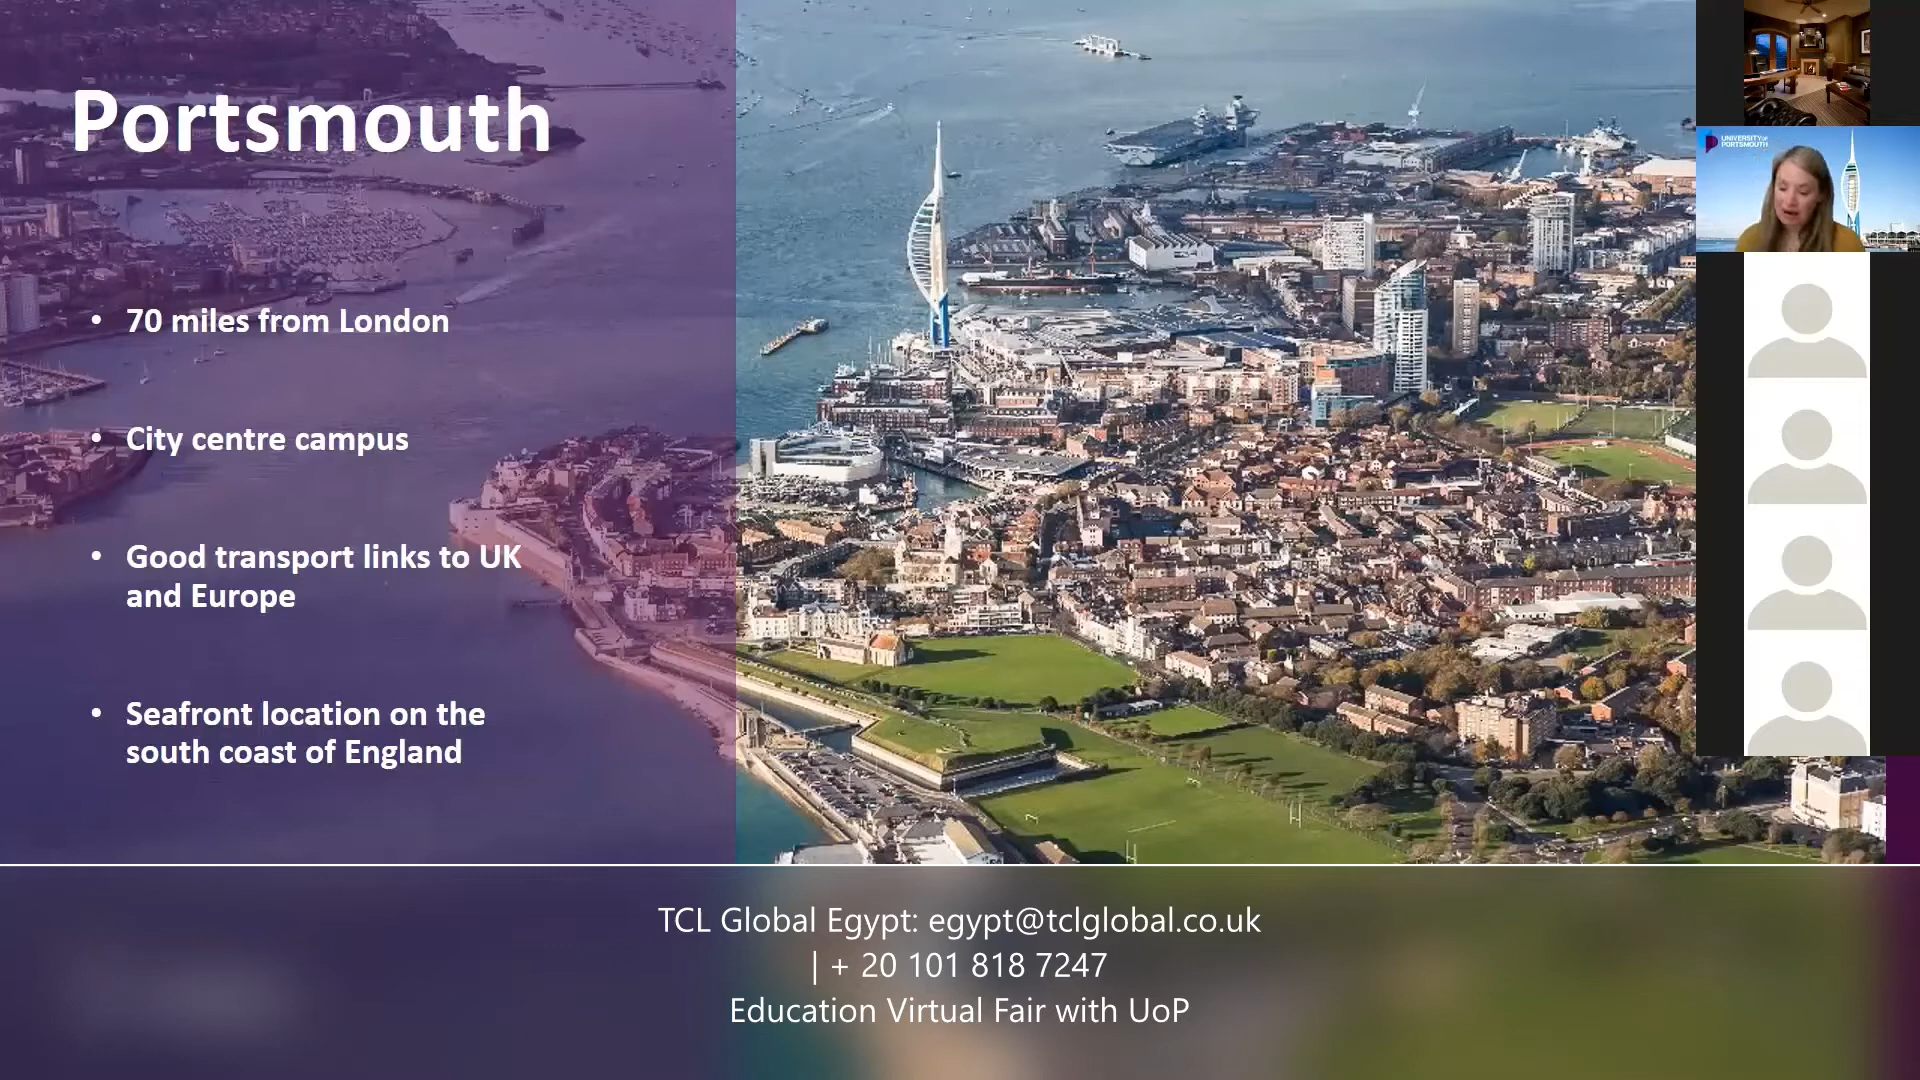 Portsmouth
• 70 miles from London
• City centre campus
• Good transport links to UK
and Europe
• Seafront location on the
south coast of England
UNIVERSITY OF
PORTSMOUTH
TCL Global Egypt: egypt@tclglobal.co.uk
| + 20 101 818 7247
Education Virtual Fair with UoP